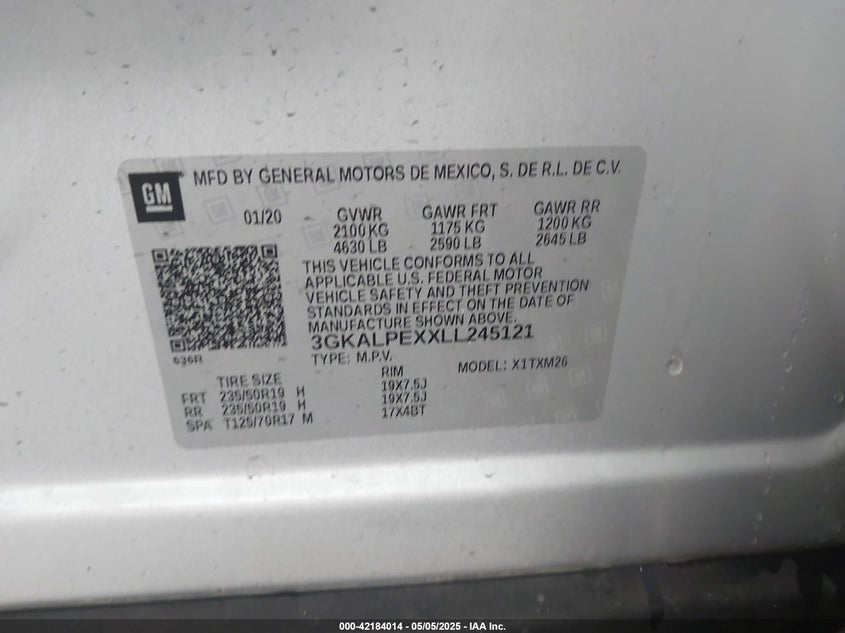 GM
MFD BY GENERAL MOTORS DE MEXICO, S. DE R.L. DE C.V.
01/20 GVWR GAWR FRT GAWR RR
2100 KG 1175 KG 1200 KG
4630 LB 2590 LB 2645 LB
THIS VEHICLE CONFORMS TO ALL
APPLICABLE U.S. FEDERAL MOTOR
VEHICLE SAFETY AND THEFT PREVENTION
STANDARDS IN EFFECT ON THE DATE OF
MANUFACTURE SHOWN ABOVE.
3GKALPEXXLL245121
636R
TYPE: M.P.V. MODEL: X1TXM26
TIRE SIZE RIM
FRT 235/50R19 H 19X7.5J
RR 235/50R19 H 19X7.5J
SPA T125/70R17 M 17X4BT
000-42184014 — 05/05/2025 — IAA Inc.